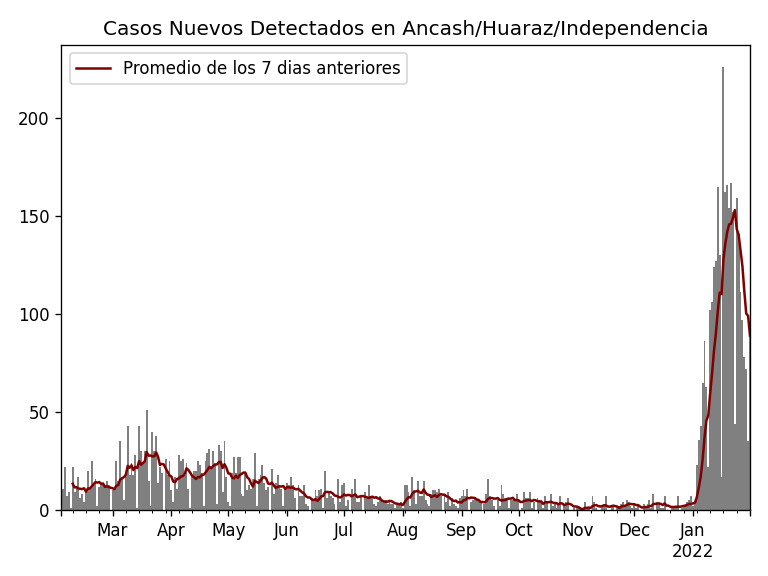 Casos Nuevos Detectados en Ancash/Huaraz/Independencia
Promedio de los 7 dias anteriores
200
150
100
50
0
Mar Apr May Jun Jul Aug Sep Oct Nov Dec Jan
2022